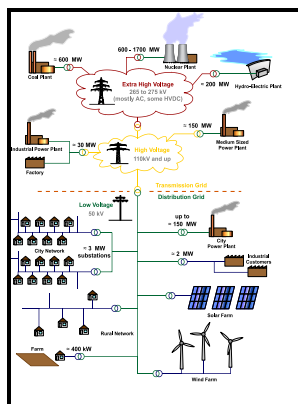 ≈ 600 MW
600 - 1700 MW
Nuclear Plant
Coal Plant
Extra High Voltage
265 to 275 kV
(mostly AC, some HVDC)
≈ 200 MW
Hydro-Electric Plant
≈ 150 MW
Industrial Power Plant
≈ 30 MW
High Voltage
110kV and up
Medium Sized
Power Plant
Factory
Transmission Grid
Distribution Grid
Low Voltage
50 kV
up to
≈ 150 MW
City
Power Plant
City Network
≈ 3 MW
substations
≈ 2 MW
Industrial
Customers
Solar Farm
Rural Network
Farm
≈ 400 kW
Wind Farm